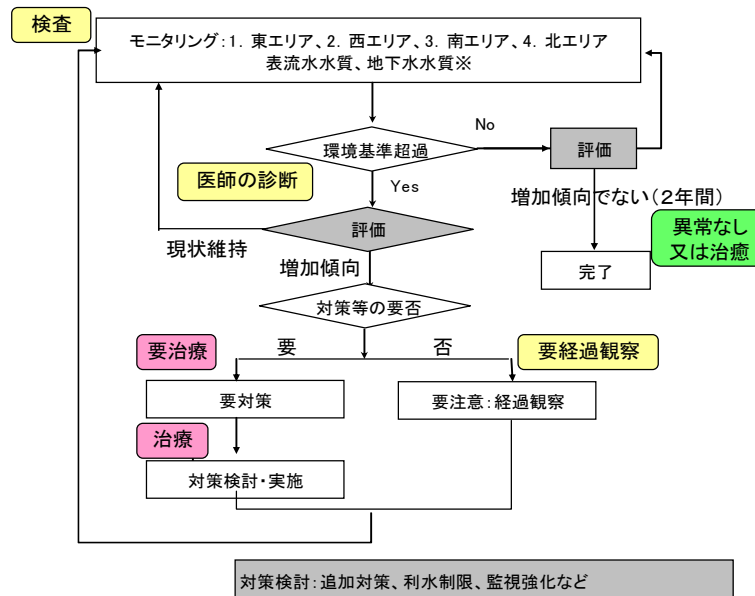 検査
モニタリング：1．東エリア、2．西エリア、3．南エリア、4．北エリア
表流水水質、地下水水質※
No
環境基準超過
評価
医師の診断
Yes
増加傾向でない（２年間）
評価
異常なし
又は治癒
現状維持
完了
増加傾向
対策等の要否
要治療
要
否
要経過観察
要対策
要注意：経過観察
治療
対策検討・実施
対策検討：追加対策、利水制限、監視強化など